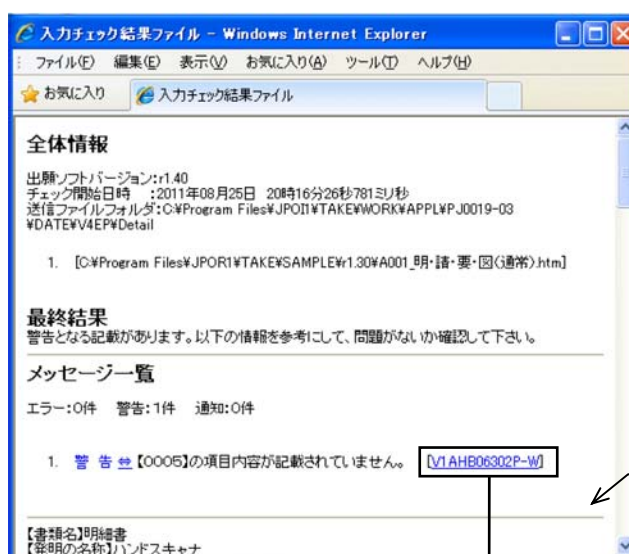 入力チェック結果ファイル - Windows Internet Explorer
ファイル(F) 編集(E) 表示(V) お気に入り(A) ツール(T) ヘルプ(H)
お気に入り 入力チェック結果ファイル
全体情報
出願ソフトバージョン:r1.40
チェック開始日時 :2011年08月25日 20時16分26秒781ミリ秒
送信ファイルフォルダ:C:¥Program Files¥JPOII¥TAKE¥WORK¥APPL¥PJ0019-03
¥DATE¥V4EP¥Detail
1. [C:¥Program Files¥JPOR1¥TAKE¥SAMPLE¥r1.30¥A001_明・請・要・図(通常).htm]
最終結果
警告となる記載があります。以下の情報を参考にして、問題がないか確認して下さい。
メッセージ一覧
エラー:0件 警告:1件 通知:0件
1. 警 告 ⇔ 【0005】の項目内容が記載されていません。 [V1AHB06302P-W]
【書類名】明細書
【発明の名称】ハンドスキャナ